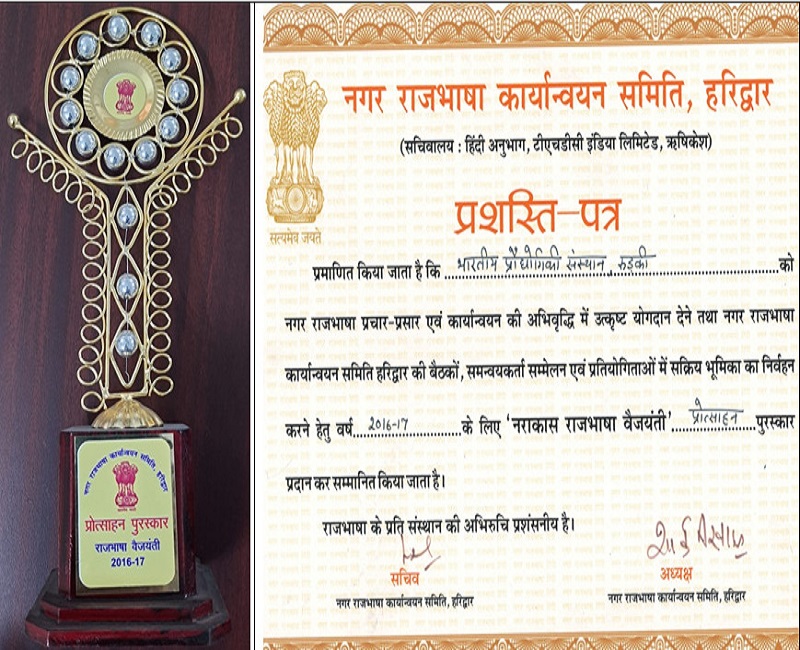 नगर राजभाषा कार्यान्वयन समिति, हरिद्वार
प्रोत्साहन पुरस्कार
राजभाषा वैजयंती
2016-17
नगर राजभाषा कार्यान्वयन समिति, हरिद्वार
(सचिवालय : हिंदी अनुभाग, टीएचडीसी इंडिया लिमिटेड, ऋषिकेश)
सत्यमेव जयते
प्रशस्ति-पत्र
प्रमाणित किया जाता है कि भारतीय प्रौद्योगिकी संस्थान, रुड़की को
नगर राजभाषा प्रचार-प्रसार एवं कार्यान्वयन की अभिवृद्धि में उत्कृष्ट योगदान देने तथा नगर राजभाषा
कार्यान्वयन समिति हरिद्वार की बैठकों, समन्वयकर्ता सम्मेलन एवं प्रतियोगिताओं में सक्रिय भूमिका का निर्वहन
करने हेतु वर्ष 2016-17 के लिए 'नराकास राजभाषा वैजयंती' प्रोत्साहन पुरस्कार
प्रदान कर सम्मानित किया जाता है।
राजभाषा के प्रति संस्थान की अभिरुचि प्रशंसनीय है।
सचिव
नगर राजभाषा कार्यान्वयन समिति, हरिद्वार
अध्यक्ष
नगर राजभाषा कार्यान्वयन समिति, हरिद्वार